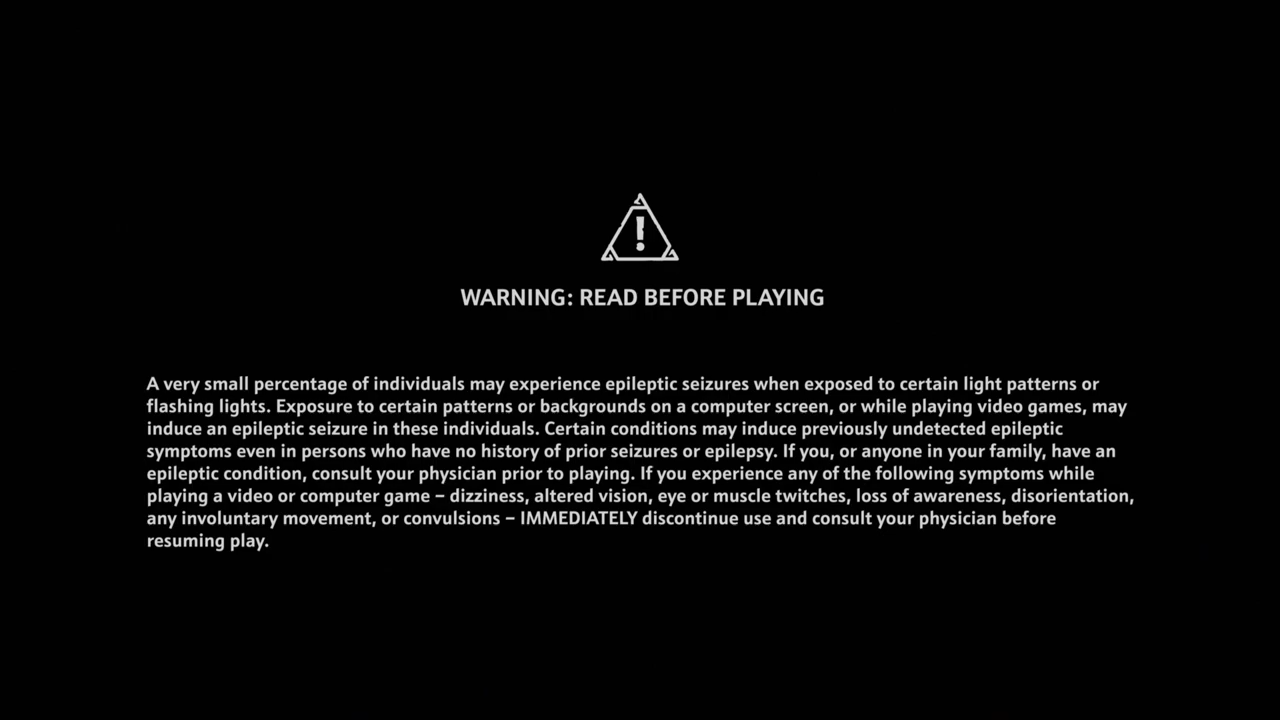 WARNING: READ BEFORE PLAYING
A very small percentage of individuals may experience epileptic seizures when exposed to certain light patterns or
flashing lights. Exposure to certain patterns or backgrounds on a computer screen, or while playing video games, may
induce an epileptic seizure in these individuals. Certain conditions may induce previously undetected epileptic
symptoms even in persons who have no history of prior seizures or epilepsy. If you, or anyone in your family, have an
epileptic condition, consult your physician prior to playing. If you experience any of the following symptoms while
playing a video or computer game – dizziness, altered vision, eye or muscle twitches, loss of awareness, disorientation,
any involuntary movement, or convulsions – IMMEDIATELY discontinue use and consult your physician before
resuming play.